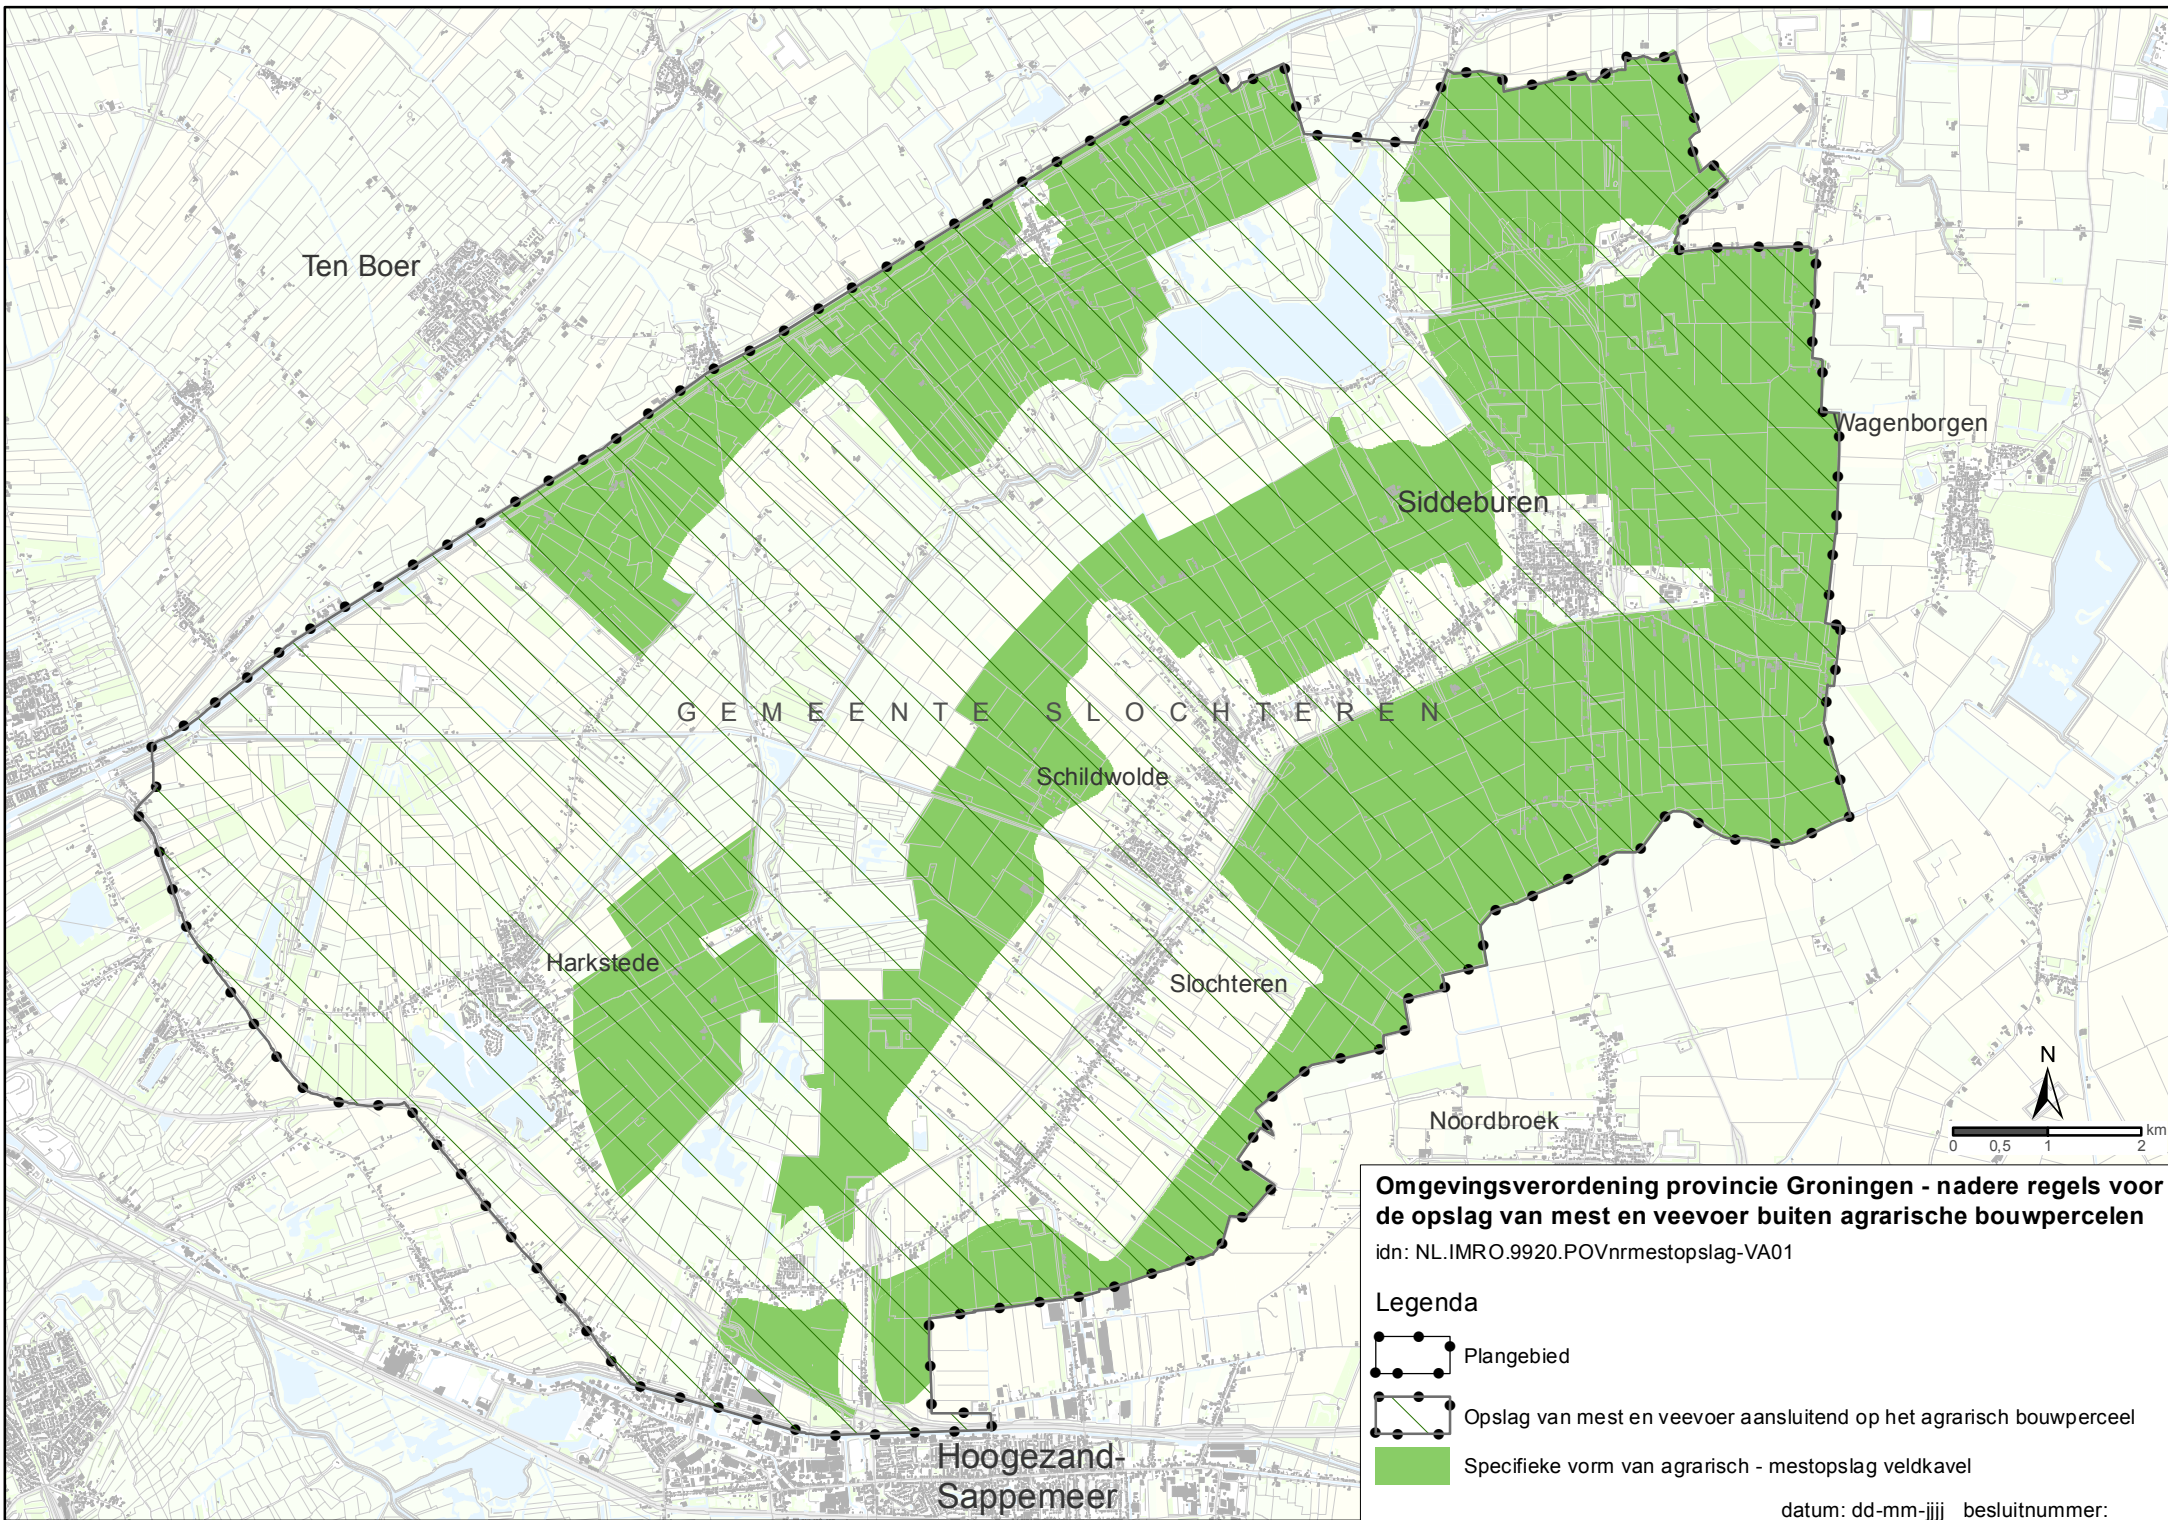 Ten Boer
Wagenborgen
Siddeburen
GEMEENTE SLOCHTEREN
Schildwolde
Harkstede
Slochteren
Noordbroek
Hoogezand-
Sappemeer
N
km
0 0,5 1 2
Omgevingsverordening provincie Groningen - nadere regels voor
de opslag van mest en veevoer buiten agrarische bouwpercelen
idn: NL.IMRO.9920.POVnrmestopslag-VA01
Legenda
Plangebied
Opslag van mest en veevoer aansluitend op het agrarisch bouwperceel
Specifieke vorm van agrarisch - mestopslag veldkavel
datum: dd-mm-jjjj besluitnummer: